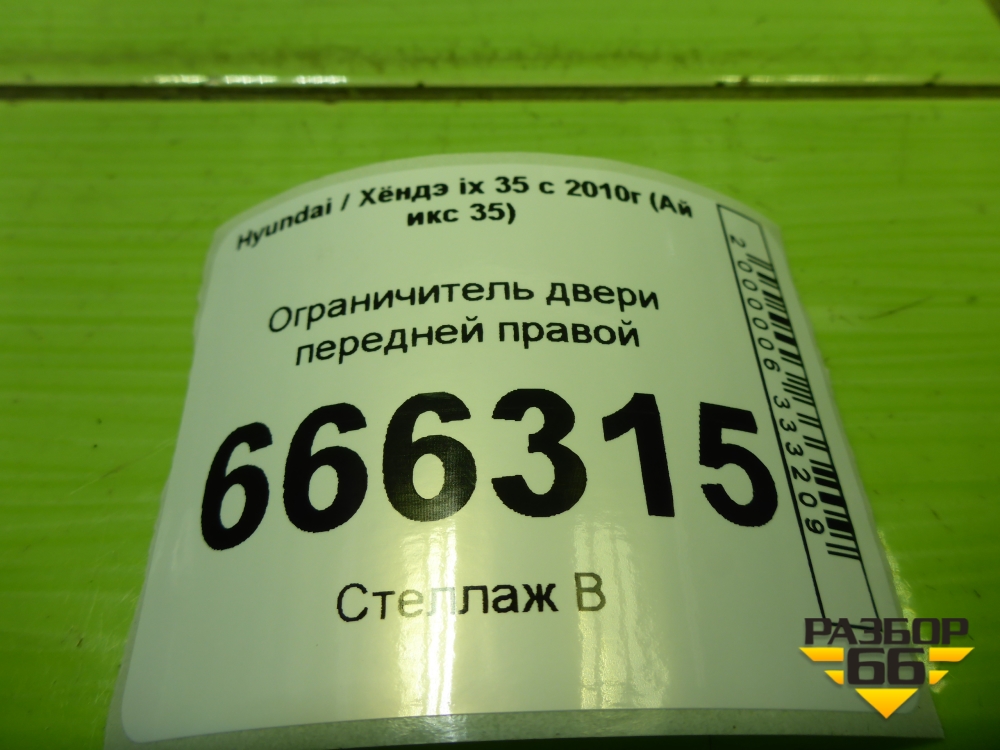 Hyundai / Хёндэ ix 35 с 2010г (Ай
икс 35)
Ограничитель двери
передней правой
666315
Стеллаж В
2000006333209
РАЗБОР
66